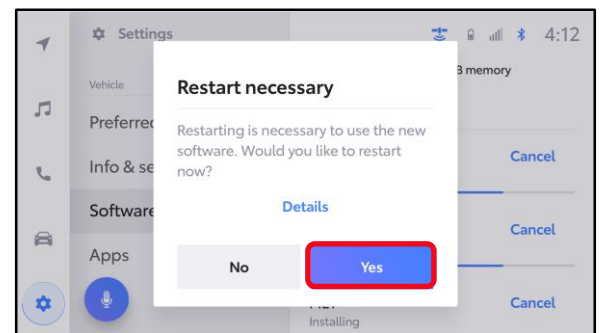 Settings
4:12
Vehicle
B memory
Restart necessary
Preferred
Restarting is necessary to use the new
software. Would you like to restart
now?
Info & se
Cancel
Details
Software
Cancel
Apps
No
Yes
Cancel
Installing